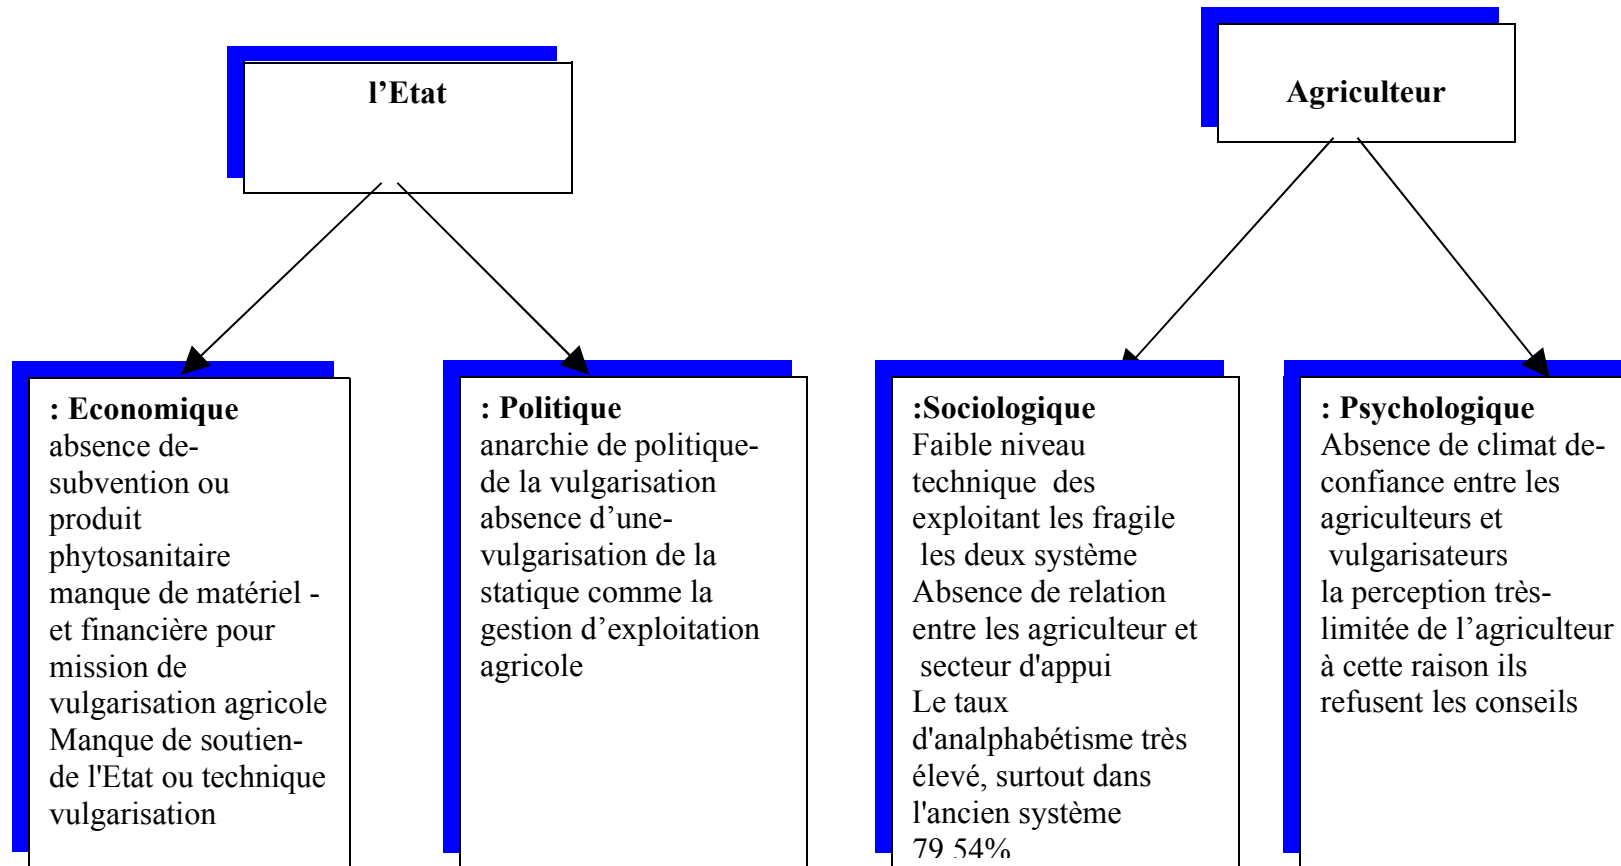 l’Etat
Agriculteur
: Economique
absence de-
subvention ou
produit
phytosanitaire
manque de matériel -
et financière pour
mission de
vulgarisation agricole
Manque de soutien-
de l'Etat ou technique
vulgarisation
: Politique
anarchie de politique-
de la vulgarisation
absence d’une-
vulgarisation de la
statique comme la
gestion d’exploitation
agricole
:Sociologique
Faible niveau
technique des
exploitant les fragile
les deux système
Absence de relation
entre les agriculteur et
secteur d'appui
Le taux
d'analphabétisme très
élevé, surtout dans
l'ancien système
79 54%
: Psychologique
Absence de climat de-
confiance entre les
agriculteurs et
vulgarisateurs
la perception très-
limitée de l’agriculteur
à cette raison ils
refusent les conseils